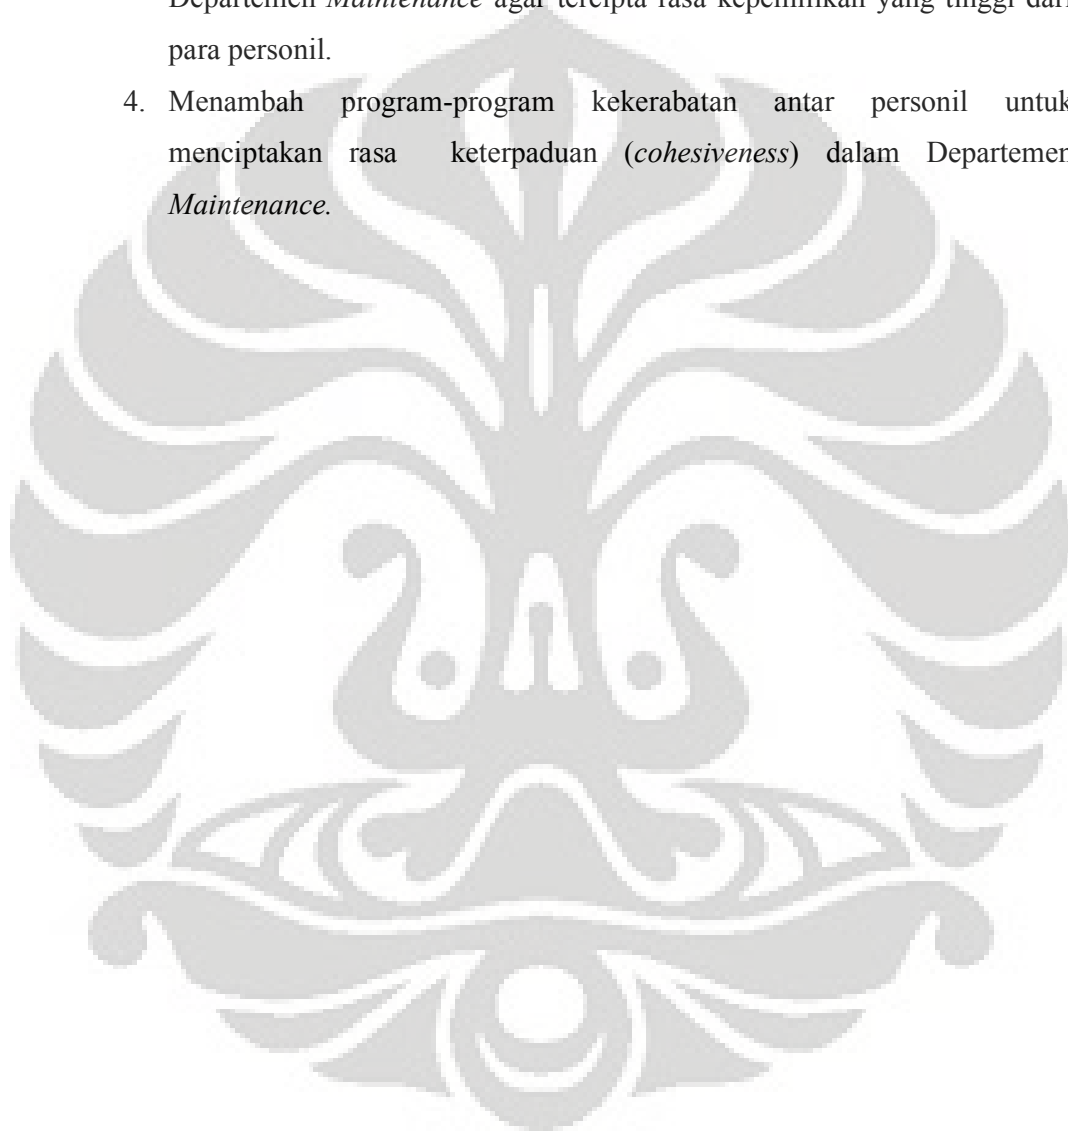 Departemen Maintenance agar tercipta rasa kepemilikan yang tinggi dari
para personil.
4. Menambah program-program kekerabatan antar personil untuk
menciptakan rasa keterpaduan (cohesiveness) dalam Departemen
Maintenance.